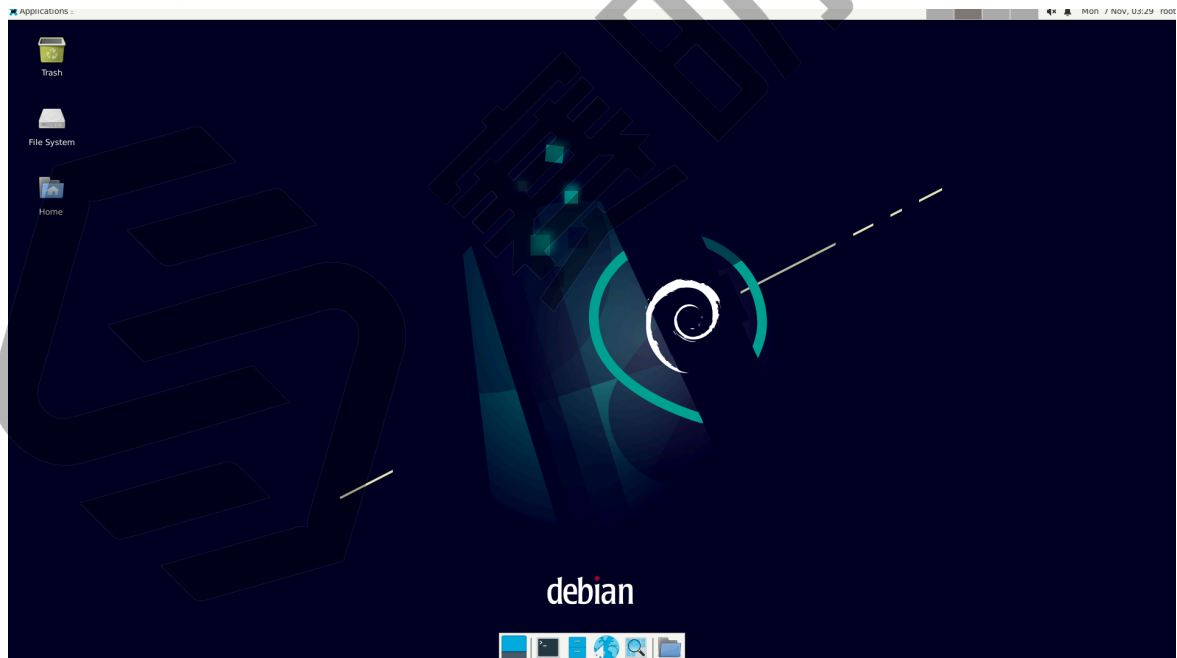 Applications :
Mon 7 Nov, 03:29 root
Trash
File System
Home
debian